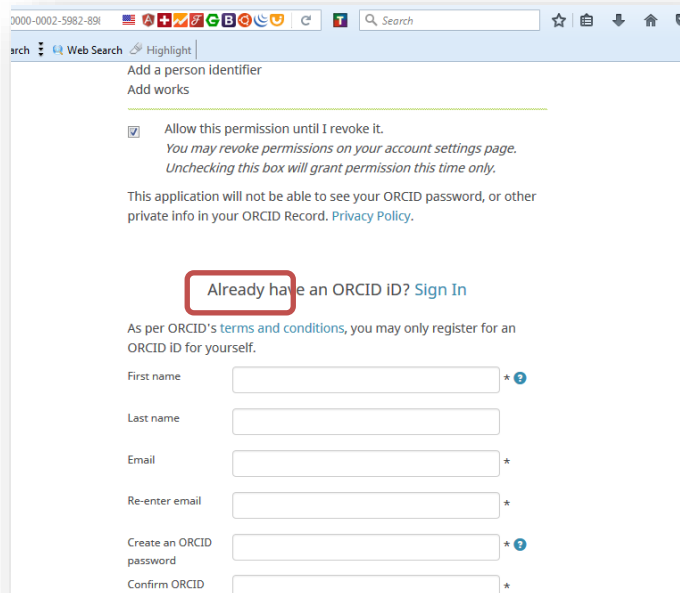 0000-0002-5982-898
Search
arch
Web Search
Highlight
Add a person identifier
Add works
Allow this permission until I revoke it.
You may revoke permissions on your account settings page.
Unchecking this box will grant permission this time only.
This application will not be able to see your ORCID password, or other
private info in your ORCID Record. Privacy Policy.
Already have an ORCID iD? Sign In
As per ORCID's terms and conditions, you may only register for an
ORCID iD for yourself.
First name
* ?
Last name
Email
*
Re-enter email
*
Create an ORCID
password
* ?
Confirm ORCID
*